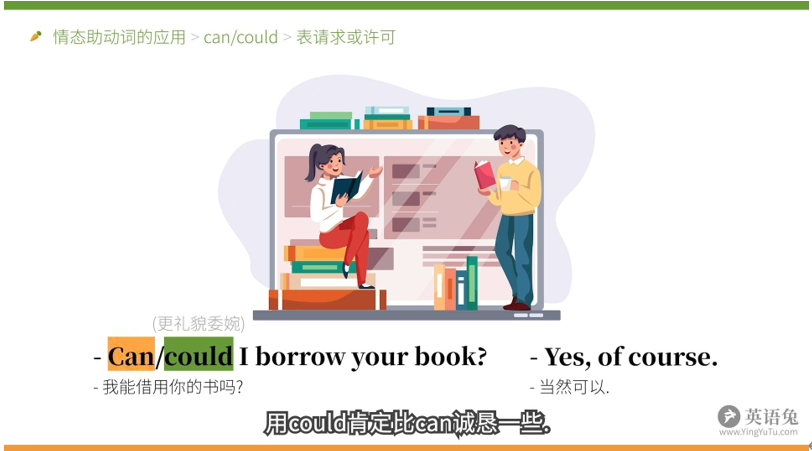 情态助动词的应用 > can/could > 表请求或许可
(更礼貌委婉)
- Can/could I borrow your book?
- 我能借用你的书吗?
- Yes, of course.
- 当然可以.
用could肯定比can诚恳一些.
英语兔
www.YingYuTu.com